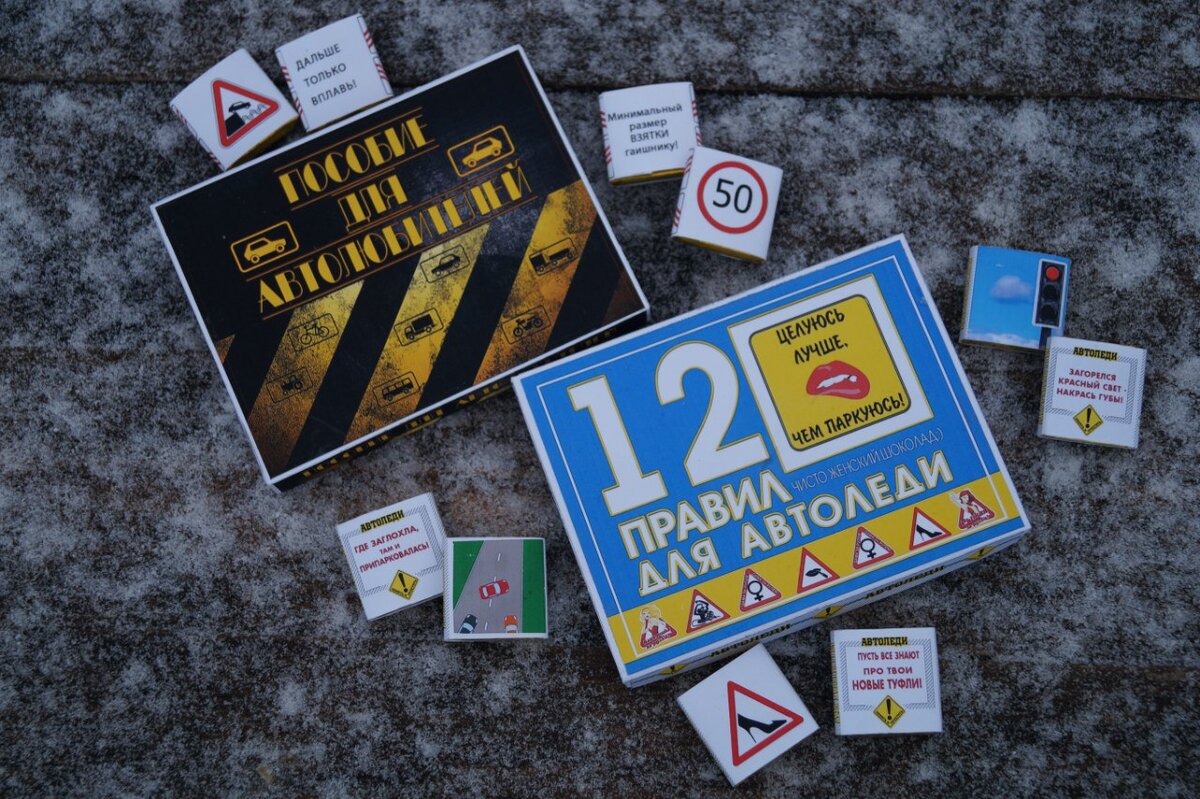 ДАЛЬШЕ
ТОЛЬКО
ВПЛАВЬ!
ПОСОБИЕ
ДЛЯ
АВТОЛЮБИТЕЛЕЙ
Минимальный
размер
ВЗЯТКИ
гаишнику!
50
12
ПРАВИЛ
ДЛЯ АВТОЛЕДИ
ЧИСТО ЖЕНСКИЙ ШОКОЛАД:)
ЦЕЛУЮСЬ
ЛУЧШЕ,
ЧЕМ ПАРКУЮСЬ!
АВТОЛЕДИ
АВТОЛЕДИ
АВТОЛЕДИ
ЗАГОРЕЛСЯ
КРАСНЫЙ СВЕТ -
НАКРАСЬ ГУБЫ!
АВТОЛЕДИ
ГДЕ ЗАГЛОХЛА,
ТАМ И
ПРИПАРКОВАЛАСЬ!
АВТОЛЕДИ
ПУСТЬ ВСЕ ЗНАЮТ
ПРО ТВОИ
НОВЫЕ ТУФЛИ!